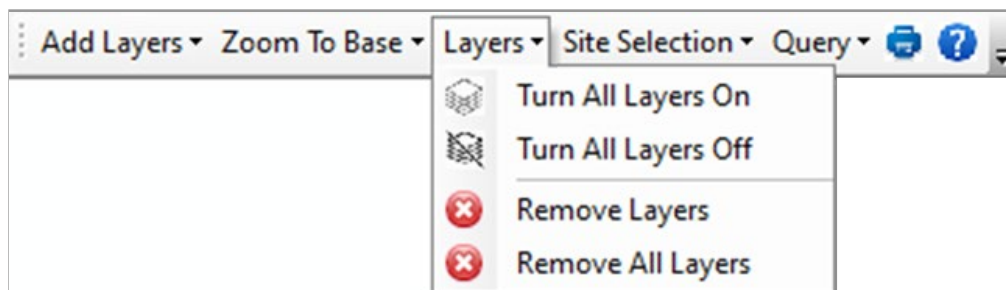 Add Layers Zoom To Base Layers Site Selection Query ?
Turn All Layers On
Turn All Layers Off
Remove Layers
Remove All Layers